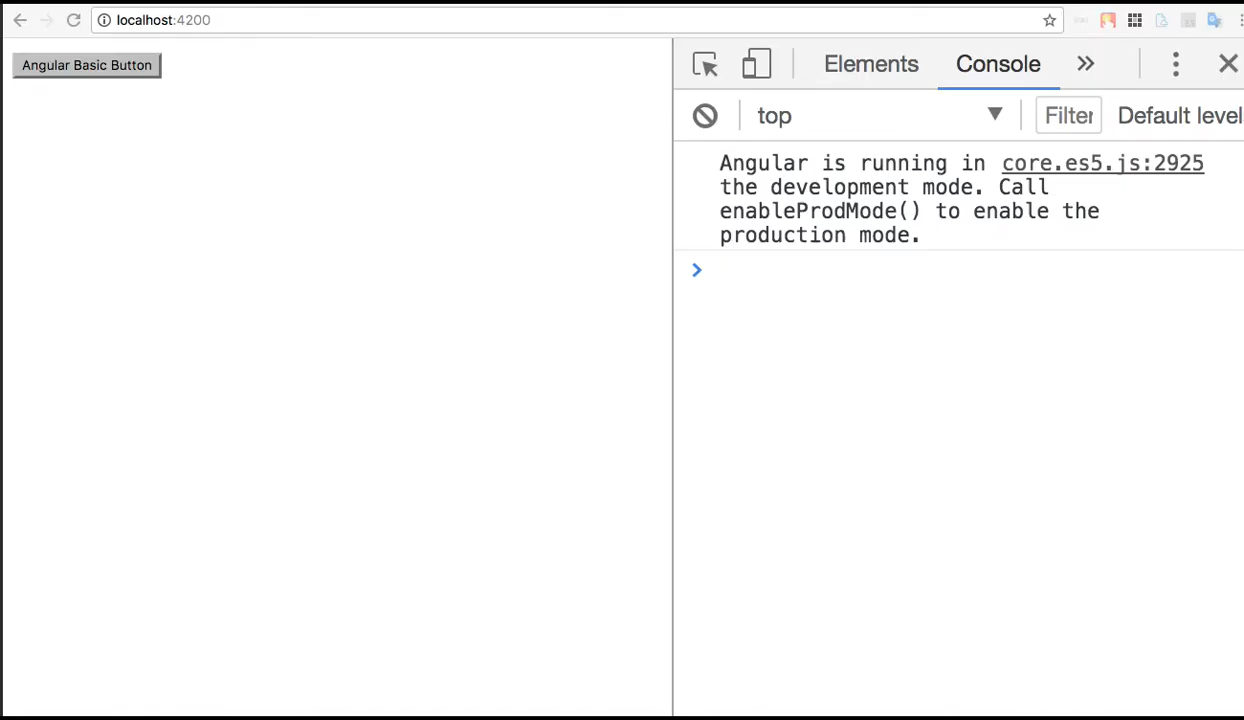 localhost:4200
Angular Basic Button
Elements
Console
top
Filter
Default level
Angular is running in core.es5.js:2925
the development mode. Call
enableProdMode() to enable the
production mode.